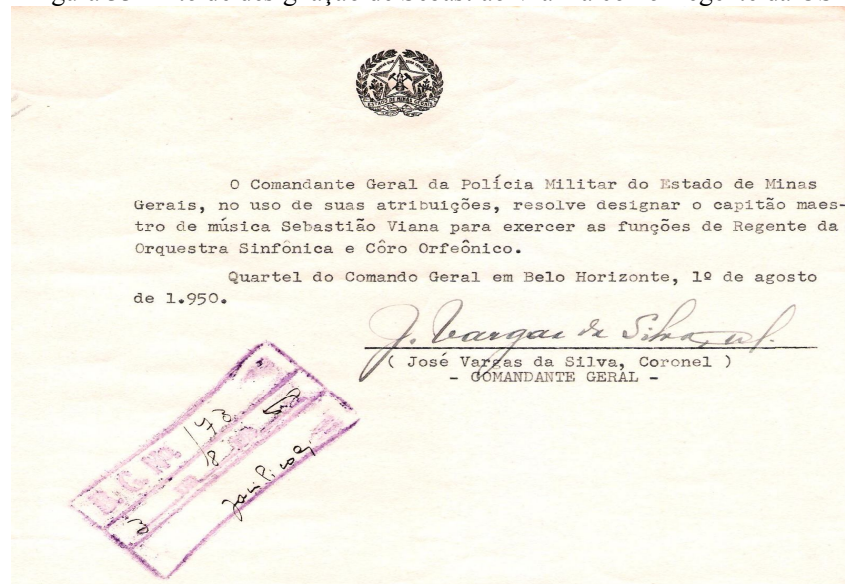 O Comandante Geral da Polícia Militar do Estado de Minas
Gerais, no uso de suas atribuições, resolve designar o capitão maes-
tro de música Sebastião Viana para exercer as funções de Regente da
Orquestra Sinfônica e Côro Orfeônico.
Quartel do Comando Geral em Belo Horizonte, 1º de agosto
de 1.950.
J. Vargas da Silva, cel.
( José Vargas da Silva, Coronel )
- COMANDANTE GERAL -